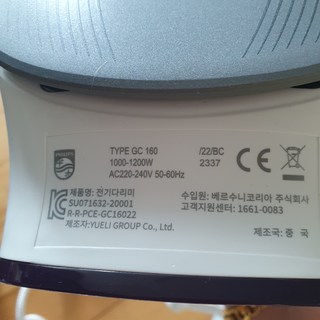 PHILIPS
TYPE GC 160 /22/BC
1000-1200W 2337
AC220-240V 50-60Hz
제품명: 전기다리미
SU071632-20001
R-R-PCE-GC16022
제조자:YUELI GROUP Co., Ltd.
수입원: 베르수니코리아 주식회사
고객지원센터: 1661-0083
제조국: 중 국